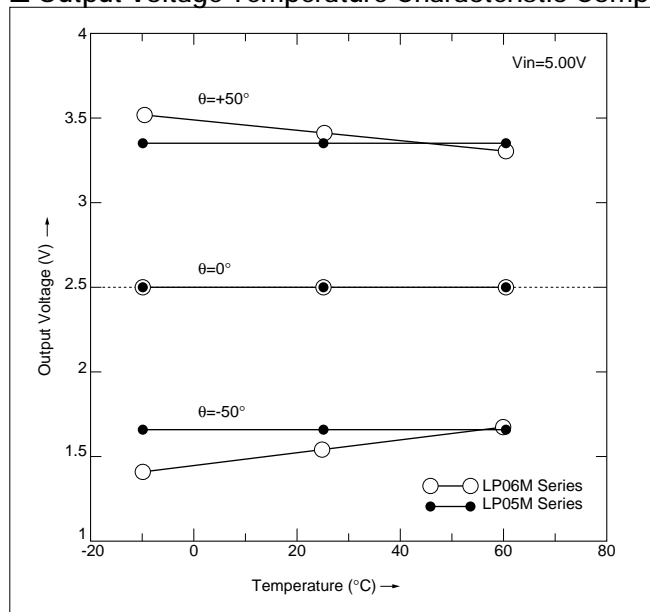 Output Voltage Temperature Characteristic Comp
Vin=5.00V
θ=+50°
θ=0°
θ=-50°
4
3.5
3
2.5
2
1.5
1
Output Voltage (V) →
LP06M Series
LP05M Series
-20
0
20
40
60
80
Temperature (°C) →